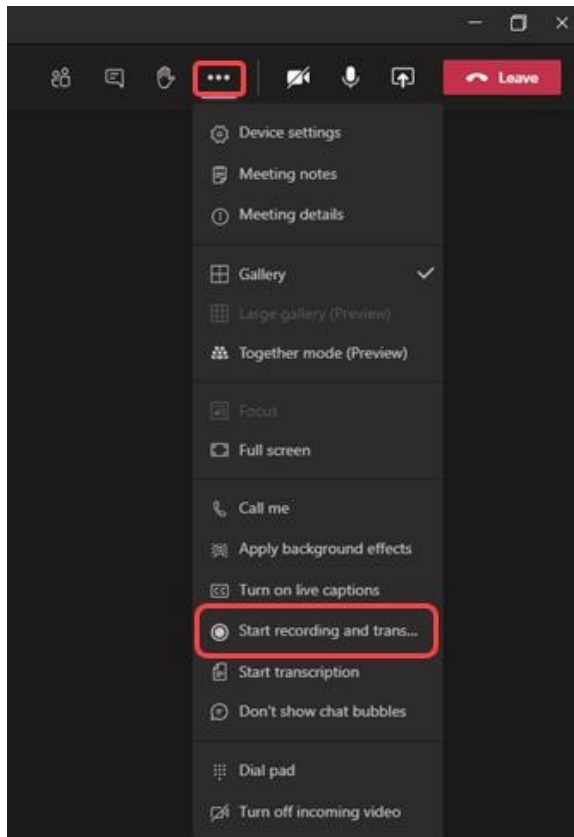 Leave
Device settings
Meeting notes
Meeting details
Gallery
Large gallery (Preview)
Together mode (Preview)
Focus
Full screen
Call me
Apply background effects
CC Turn on live captions
Start recording and trans...
Start transcription
Don't show chat bubbles
Dial pad
Turn off incoming video